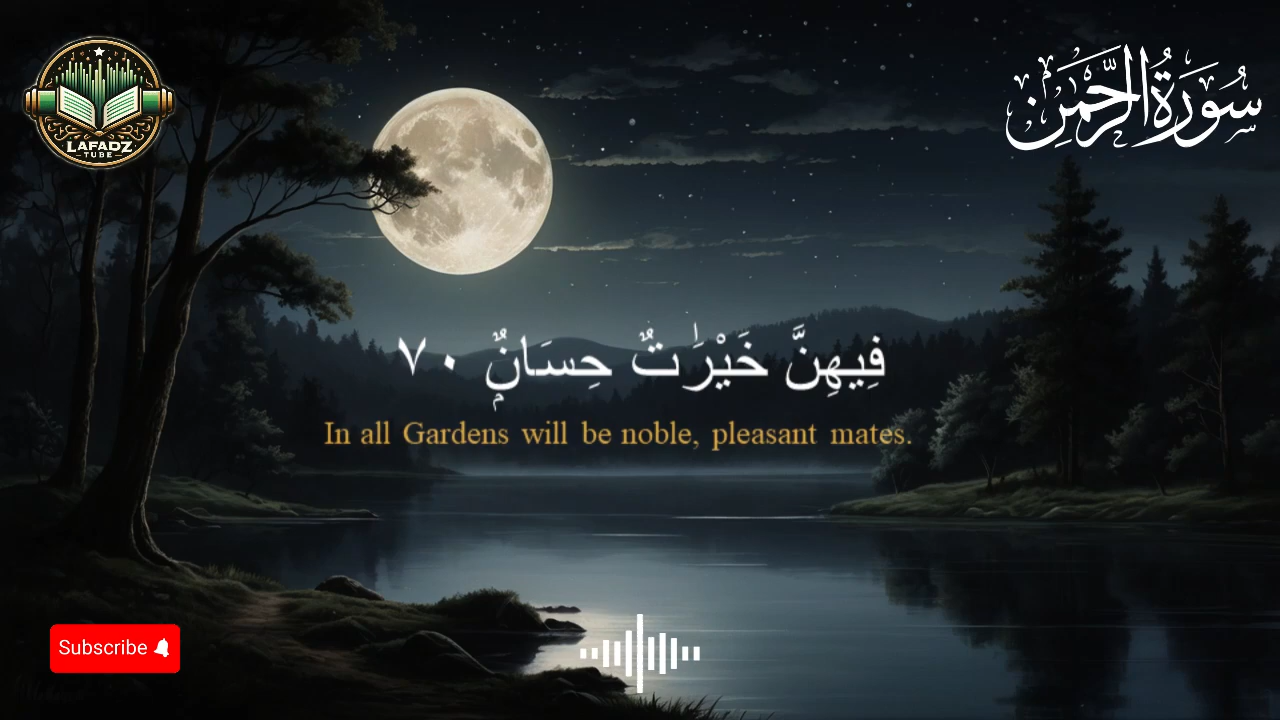 LAFADZ
TUBE
سُورَةُ الرَّحْمَٰن
فِيهِنَّ خَيْرَٰتٌ حِسَانٌۭ ٧٠
In all Gardens will be noble, pleasant mates.
Subscribe